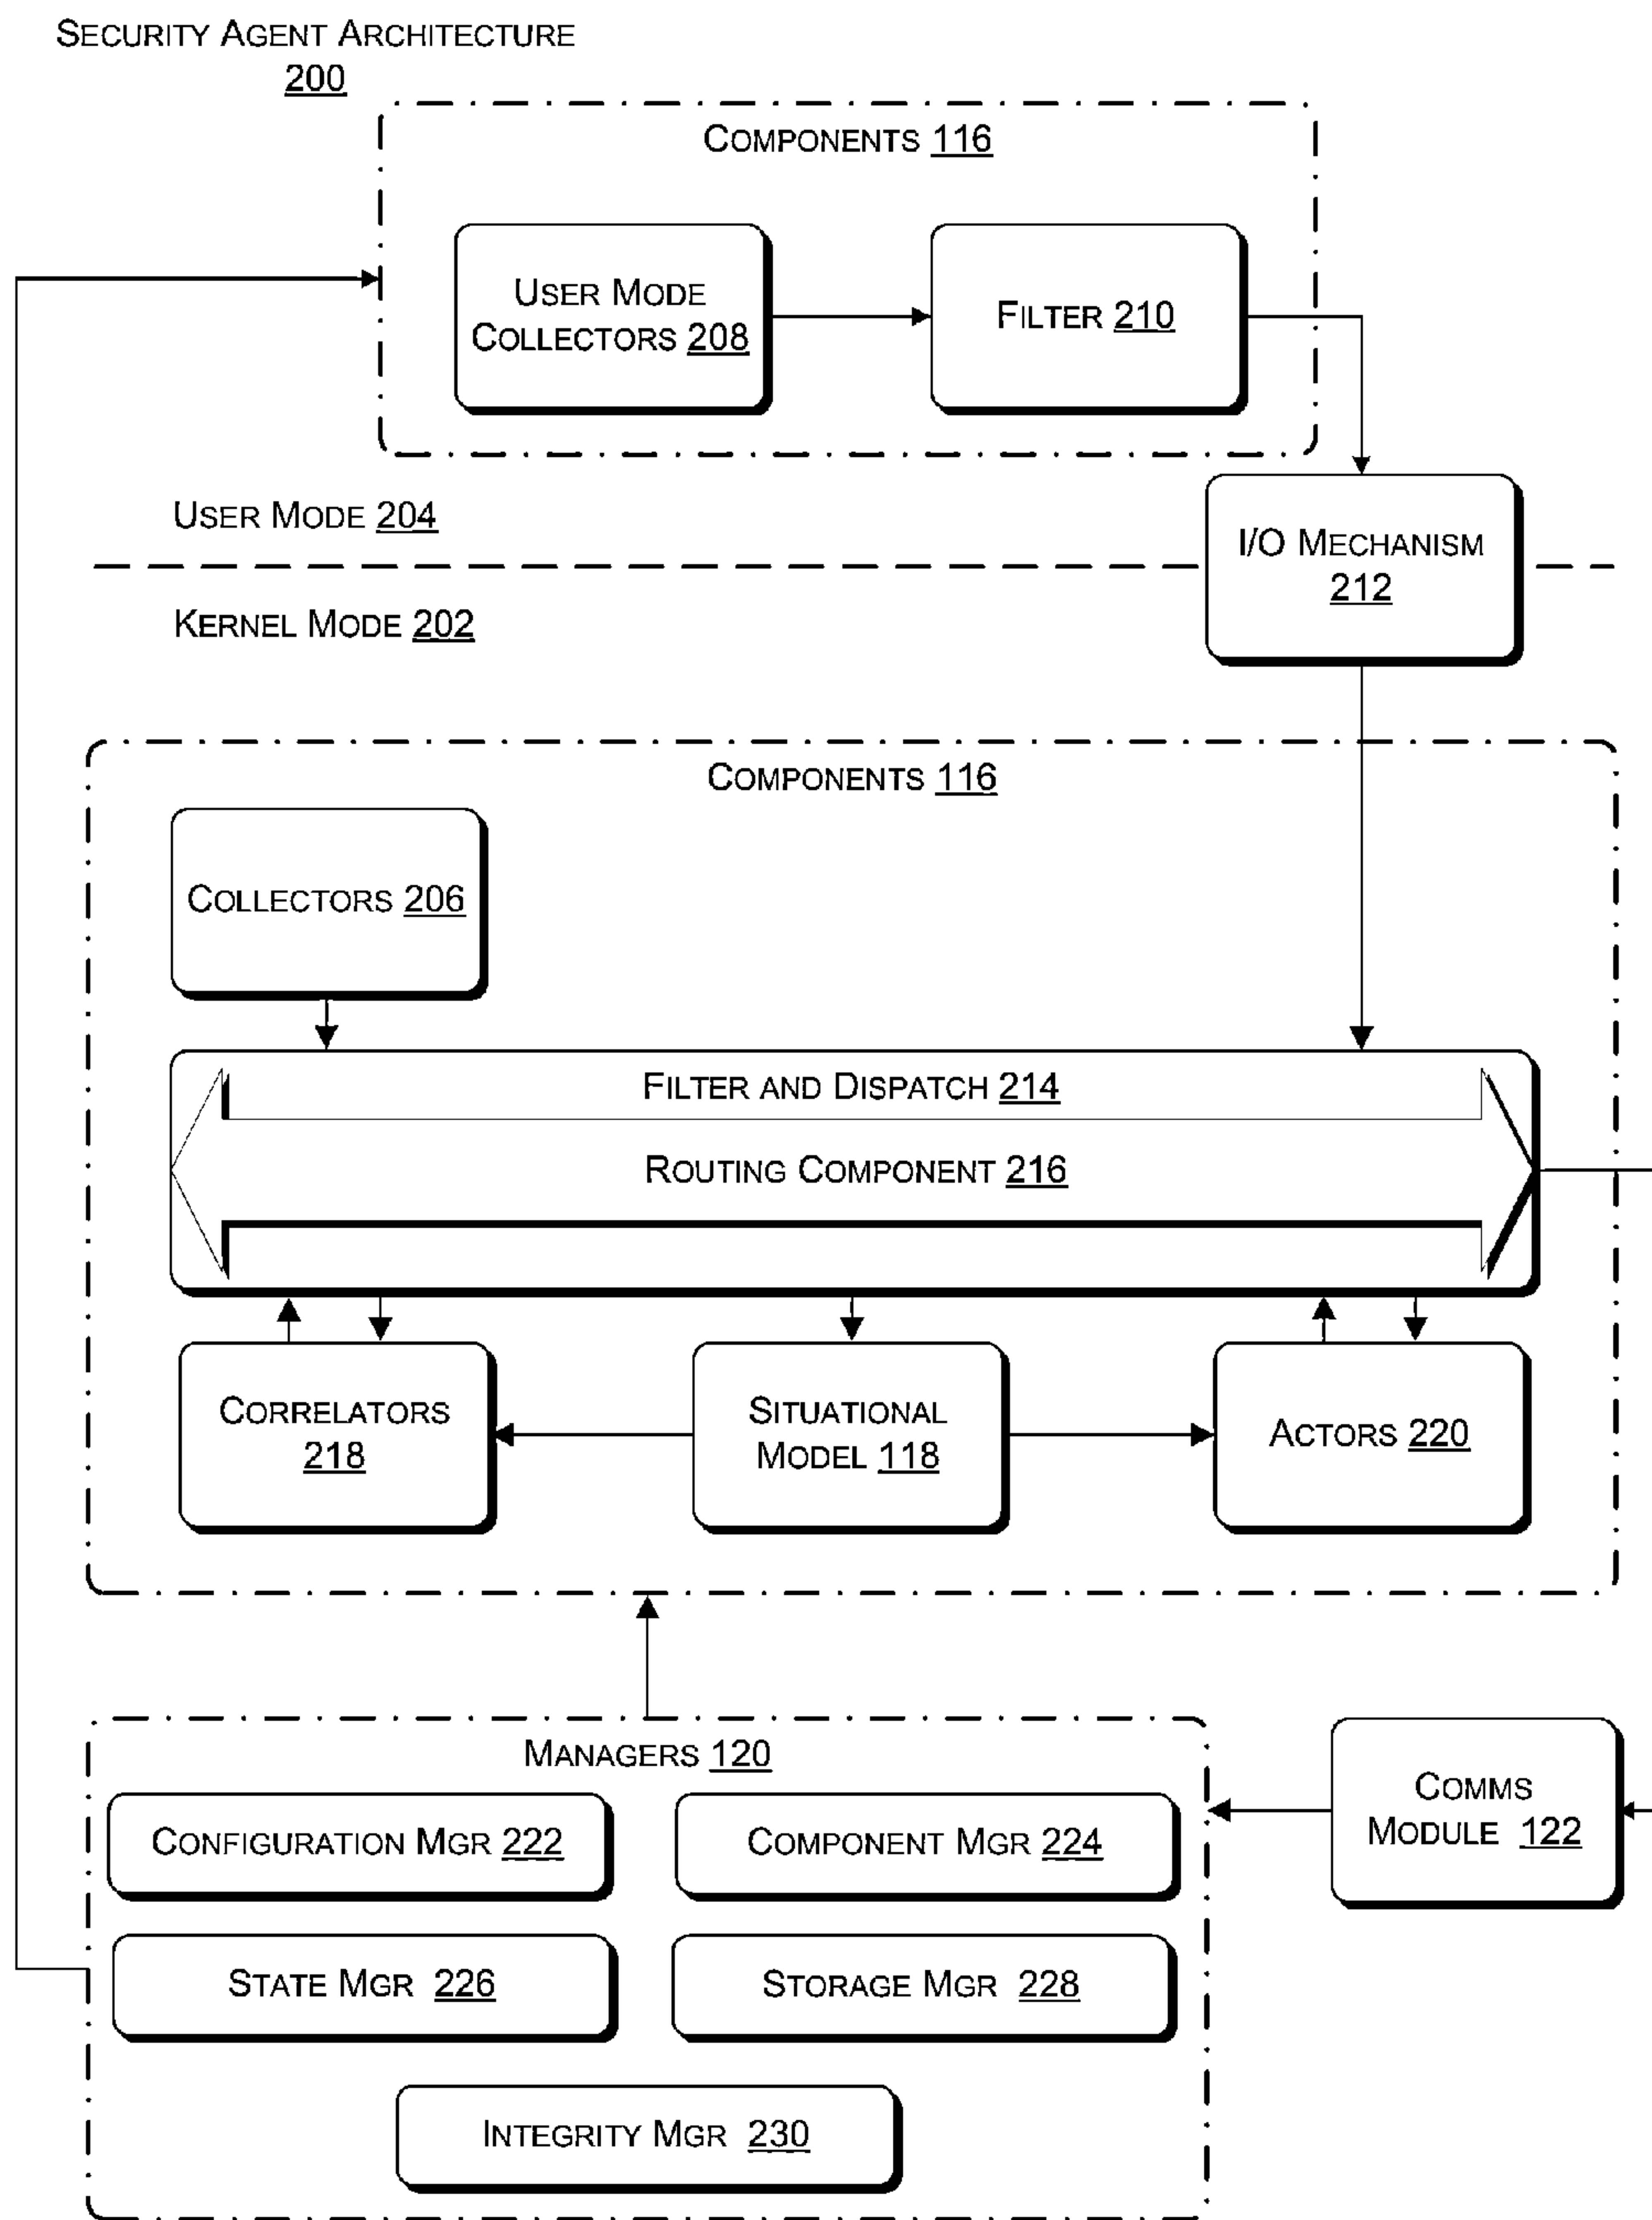 SECURITY AGENT ARCHITECTURE
200
COMPONENTS 116
USER MODE
COLLECTORS 208
FILTER 210
USER MODE 204
I/O MECHANISM
212
KERNEL MODE 202
COMPONENTS 116
COLLECTORS 206
FILTER AND DISPATCH 214
ROUTING COMPONENT 216
CORRELATORS
218
SITUATIONAL
MODEL 118
ACTORS 220
MANAGERS 120
CONFIGURATION MGR 222
COMPONENT MGR 224
COMMS
MODULE 122
STATE MGR 226
STORAGE MGR 228
INTEGRITY MGR 230